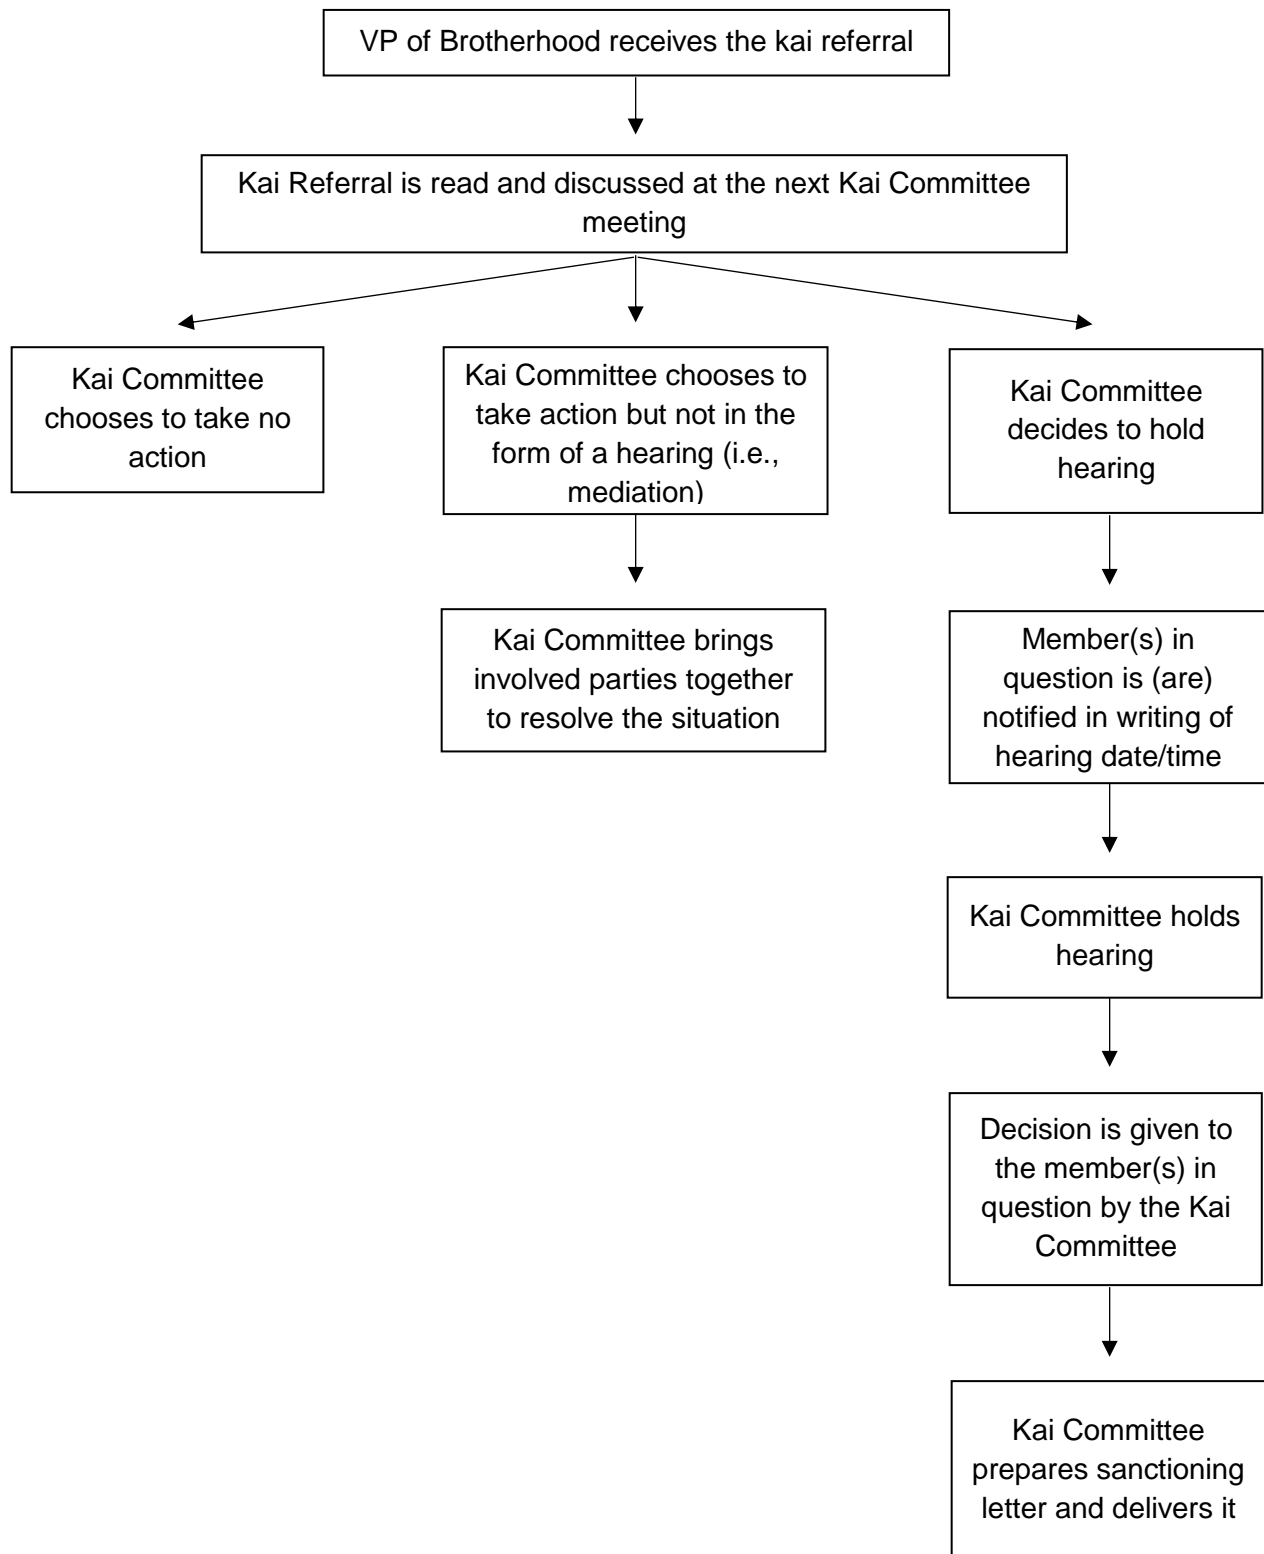 VP of Brotherhood receives the kai referral
Kai Referral is read and discussed at the next Kai Committee
meeting
Kai Committee
chooses to take no
action
Kai Committee chooses to
take action but not in the
form of a hearing (i.e.,
mediation)
Kai Committee brings
involved parties together
to resolve the situation
Kai Committee
decides to hold
hearing
Member(s) in
question is (are)
notified in writing of
hearing date/time
Kai Committee holds
hearing
Decision is given to
the member(s) in
question by the Kai
Committee
Kai Committee
prepares sanctioning
letter and delivers it